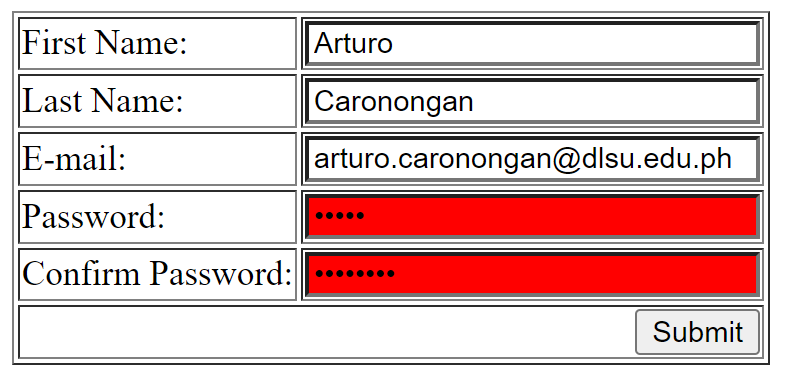 First Name: Arturo
Last Name: Caronongan
E-mail: arturo.caronongan@dlsu.edu.ph
Password: •••••
Confirm Password: ••••••••
Submit